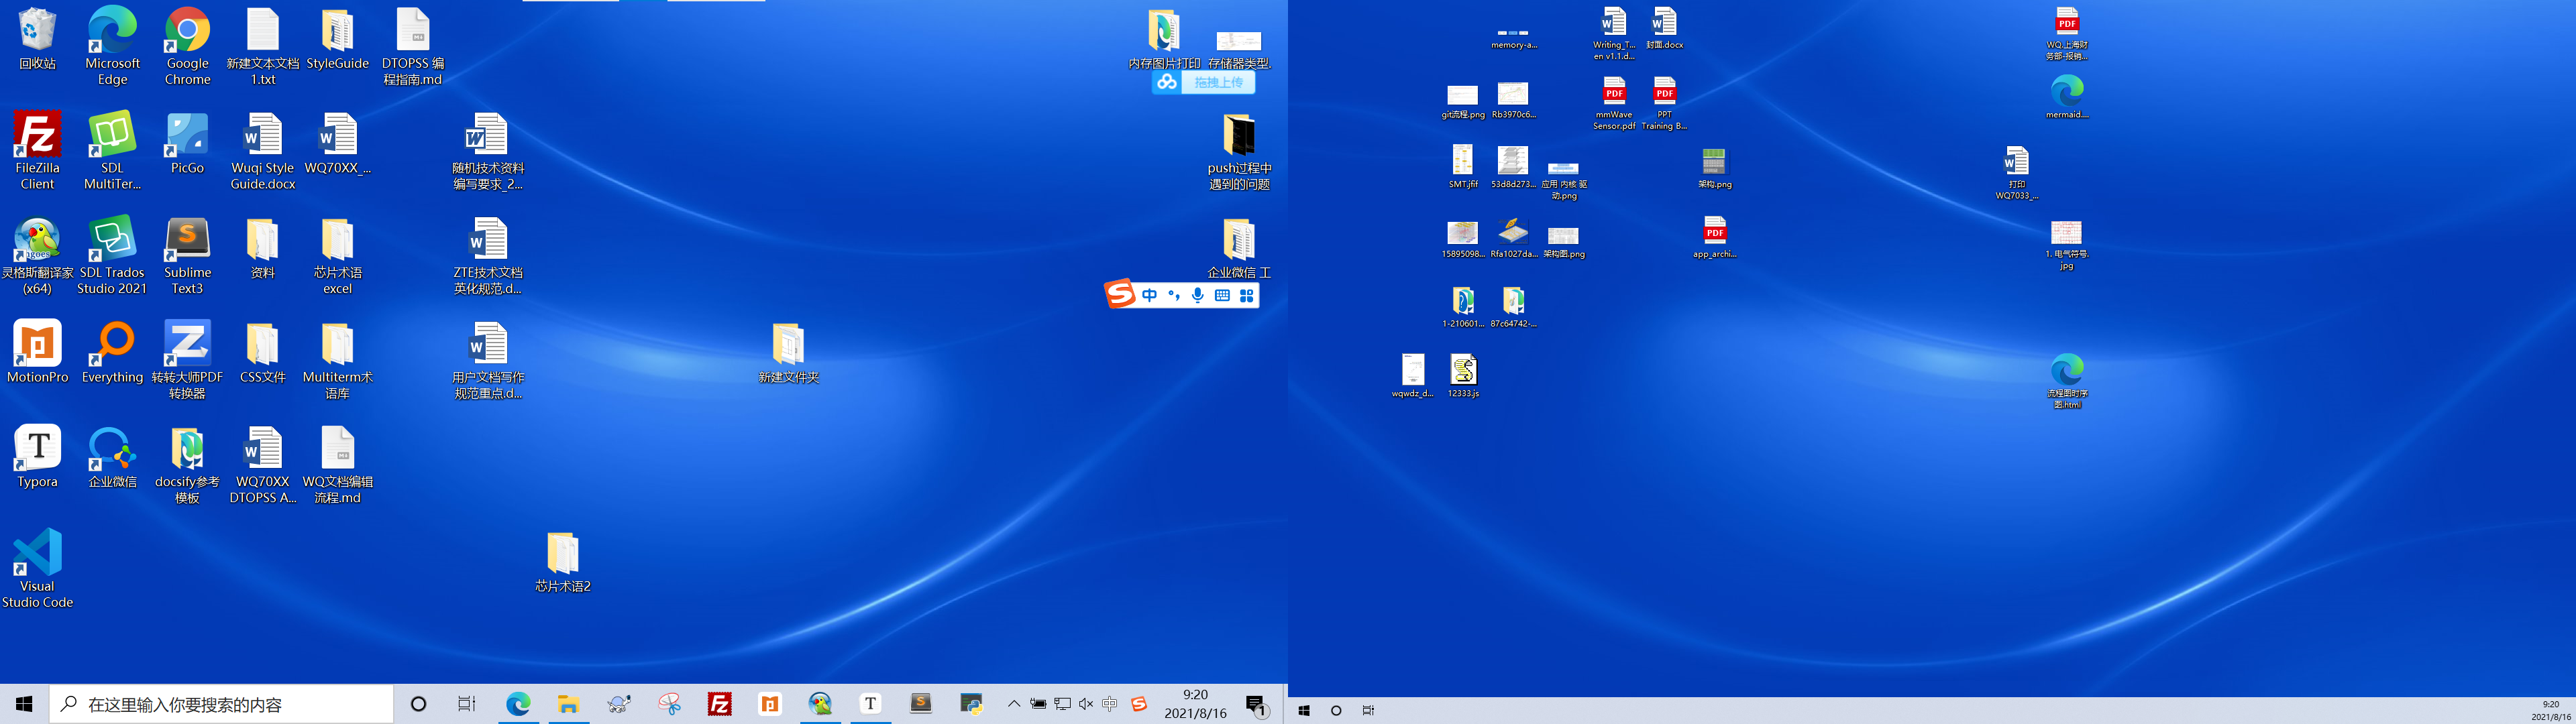 回收站
Microsoft
Edge
Google
Chrome
新建文本文档
1.txt
StyleGuide
DTOPSS 编
程指南.md
内存图片打印
存储器类型.
拖拽上传
FileZilla
Client
SDL
MultiTer...
PicGo
Wuqi Style
Guide.docx
WQ70XX_...
随机技术资料
编写要求_2...
push过程中
遇到的问题
灵格斯翻译家
(x64)
SDL Trados
Studio 2021
Sublime
Text3
资料
芯片术语
excel
ZTE技术文档
英化规范.d...
企业微信 工
中
MotionPro
Everything
转转大师PDF
转换器
CSS文件
Multiterm术
语库
用户文档写作
规范重点.d...
新建文件夹
Typora
企业微信
docsify参考
模板
WQ70XX
DTOPSS A...
WQ文档编辑
流程.md
Visual
Studio Code
芯片术语2
在这里输入你要搜索的内容
中
9:20
2021/8/16
1
memory-a...
Writing_T...
en v1.1.d...
封面.docx
WQ.上海财
务部-报销...
git流程.png
Rb3970c6...
mmWave
Sensor.pdf
PPT
Training B...
mermaid....
SMT.jfif
53d8d273...
应用 内核 驱
动.png
架构.png
打印
WQ7033_...
15895098...
Rfa1027da...
架构图.png
app_archi...
1. 电气符号.
jpg
1-210601...
87c64742-...
wqwdz_d...
12333.js
流程图时序
图.html
9:20
2021/8/16